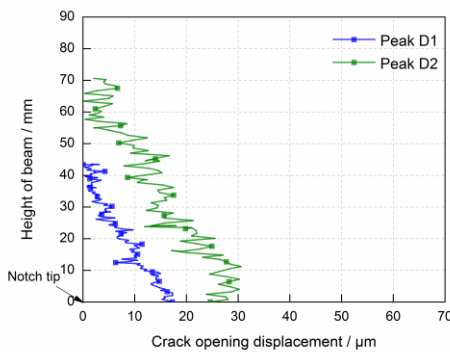 90
80
70
60
50
40
30
20
10
0
Height of beam / mm
Peak D1
Peak D2
Notch tip
0 10 20 30 40 50 60 70
Crack opening displacement / µm